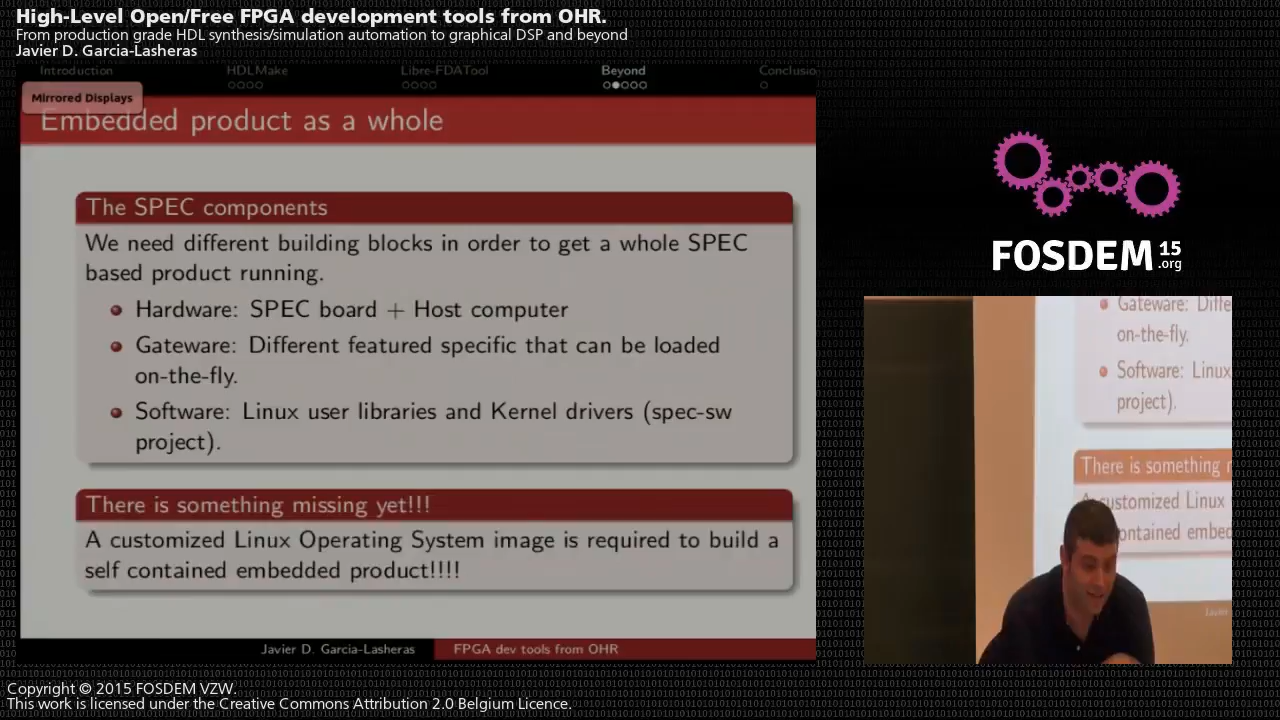 High-Level Open/Free FPGA development tools from OHR.
From production grade HDL synthesis/simulation automation to graphical DSP and beyond
Javier D. Garcia-Lasheras
Introduction HDLMake Libre-FDATool Beyond Conclusio
Mirrored Displays
Embedded product as a whole
The SPEC components
We need different building blocks in order to get a whole SPEC
based product running.
Hardware: SPEC board + Host computer
Gateware: Different featured specific that can be loaded
on-the-fly.
Software: Linux user libraries and Kernel drivers (spec-sw
project).
There is something missing yet!!!
A customized Linux Operating System image is required to build a
self contained embedded product!!!!
Javier D. Garcia-Lasheras FPGA dev tools from OHR
FOSDEM 15
.org
Gateware: Diffe
on-the-fly.
Software: Linux
project).
There is something
customized Linux
ontained embed
Copyright © 2015 FOSDEM VZW.
This work is licensed under the Creative Commons Attribution 2.0 Belgium Licence.